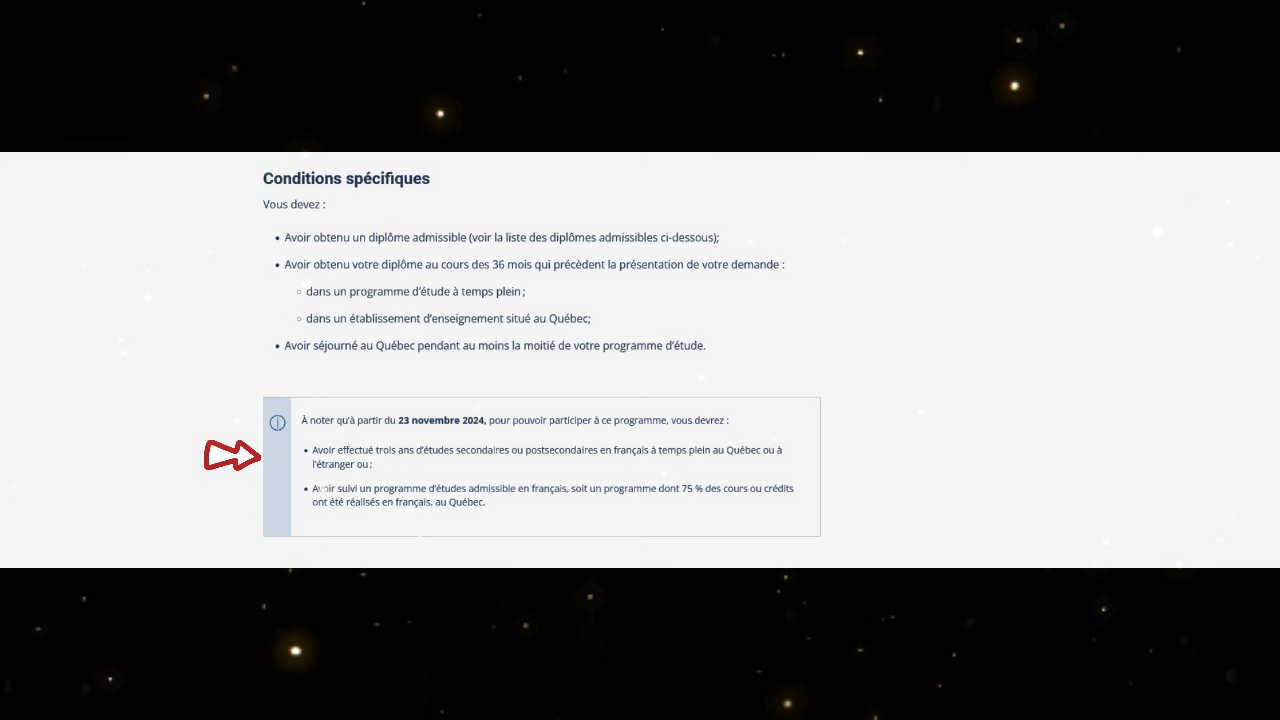 Conditions spécifiques
Vous devez :
• Avoir obtenu un diplôme admissible (voir la liste des diplômes admissibles ci-dessous);
• Avoir obtenu votre diplôme au cours des 36 mois qui précèdent la présentation de votre demande :
○ dans un programme d'étude à temps plein ;
○ dans un établissement d'enseignement situé au Québec;
• Avoir séjourné au Québec pendant au moins la moitié de votre programme d'étude.
À noter qu'à partir du 23 novembre 2024, pour pouvoir participer à ce programme, vous devrez :
• Avoir effectué trois ans d'études secondaires ou postsecondaires en français à temps plein au Québec ou à
l'étranger ou ;
• Avoir suivi un programme d'études admissible en français, soit un programme dont 75 % des cours ou crédits
ont été réalisés en français, au Québec.